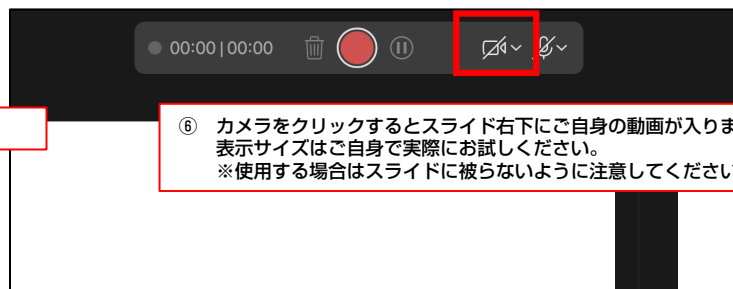 00:00|00:00
⑥ カメラをクリックするとスライド右下にご自身の動画が入りま
表示サイズはご自身で実際にお試しください。
※使用する場合はスライドに被らないように注意してください